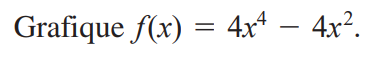 Grafique f(x) = 4x⁴ − 4x².